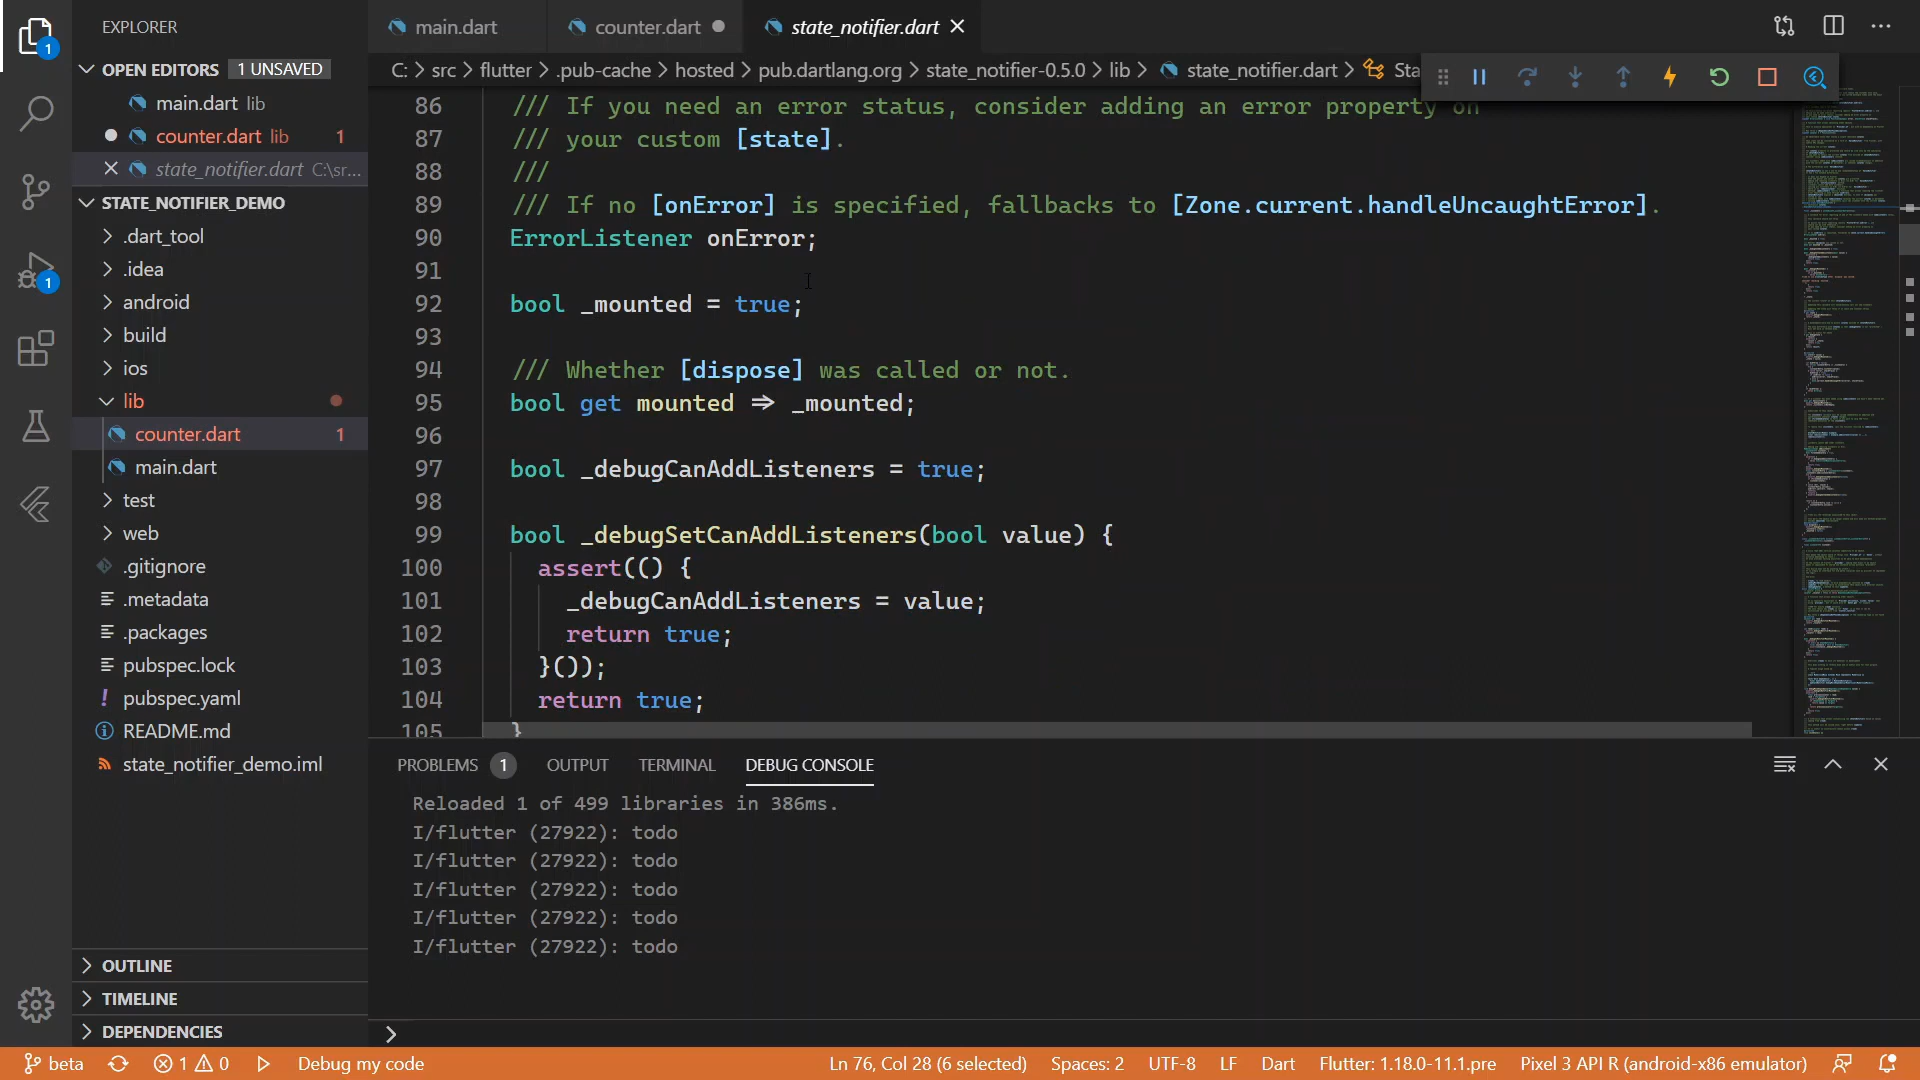 EXPLORER
main.dart
counter.dart
state_notifier.dart
1
OPEN EDITORS 1 UNSAVED
main.dart lib
counter.dart lib 1
state_notifier.dart C:\sr...
STATE_NOTIFIER_DEMO
.dart_tool
.idea
android
build
ios
lib
counter.dart 1
main.dart
test
web
.gitignore
.metadata
.packages
pubspec.lock
! pubspec.yaml
README.md
state_notifier_demo.iml
OUTLINE
TIMELINE
DEPENDENCIES
1
C: > src > flutter > .pub-cache > hosted > pub.dartlang.org > state_notifier-0.5.0 > lib > state_notifier.dart > Sta
86 /// If you need an error status, consider adding an error property on
87 /// your custom [state].
88 ///
89 /// If no [onError] is specified, fallbacks to [Zone.current.handleUncaughtError].
90 ErrorListener onError;
91
92 bool _mounted = true;
93
94 /// Whether [dispose] was called or not.
95 bool get mounted => _mounted;
96
97 bool _debugCanAddListeners = true;
98
99 bool _debugSetCanAddListeners(bool value) {
100 assert(() {
101 _debugCanAddListeners = value;
102 return true;
103 }());
104 return true;
105 }
PROBLEMS 1 OUTPUT TERMINAL DEBUG CONSOLE
Reloaded 1 of 499 libraries in 386ms.
I/flutter (27922): todo
I/flutter (27922): todo
I/flutter (27922): todo
I/flutter (27922): todo
I/flutter (27922): todo
>
beta 1 0 Debug my code Ln 76, Col 28 (6 selected) Spaces: 2 UTF-8 LF Dart Flutter: 1.18.0-11.1.pre Pixel 3 API R (android-x86 emulator)